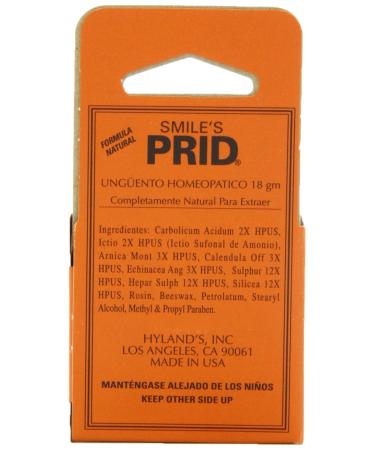 FORMULA
NATURAL
SMILE'S
PRID®
UNGÜENTO HOMEOPATICO 18 gm
Completamente Natural Para Extraer
Ingredientes: Carbolicum Acidum 2X HPUS,
Ictio 2X HPUS (Ictio Sufonal de Amonio),
Arnica Mont 3X HPUS, Calendula Off 3X
HPUS, Echinacea Ang 3X HPUS, Sulphur 12X
HPUS, Hepar Sulph 12X HPUS, Silicea 12X
HPUS, Rosin, Beeswax, Petrolatum, Stearyl
Alcohol, Methyl & Propyl Paraben.
HYLAND'S, INC
LOS ANGELES, CA 90061
MADE IN USA
MANTÉNGASE ALEJADO DE LOS NIÑOS
KEEP OTHER SIDE UP